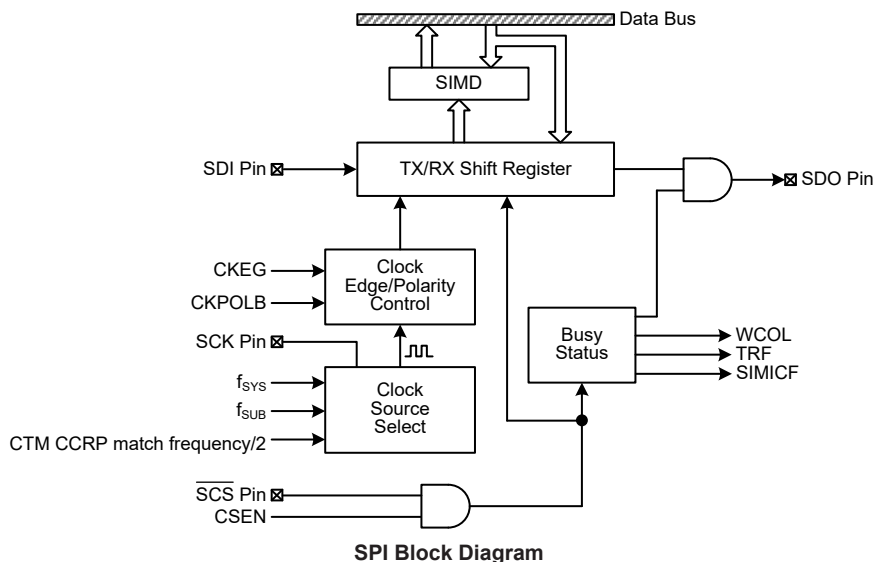 Data Bus
SIMD
SDI Pin
TX/RX Shift Register
SDO Pin
CKEG
CKPOLB
Clock
Edge/Polarity
Control
SCK Pin
Busy
Status
WCOL
TRF
SIMICF
fSYS
fSUB
CTM CCRP match frequency/2
Clock
Source
Select
SCS Pin
CSEN
SPI Block Diagram